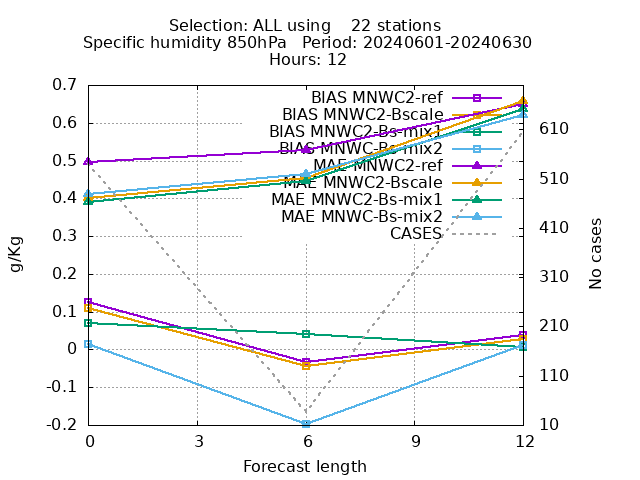 Selection: ALL using    22 stations
Specific humidity 850hPa   Period: 20240601-20240630
Hours: 12
0.7
0.6
0.5
0.4
0.3
0.2
0.1
0
-0.1
-0.2
g/Kg
BIAS MNWC2-ref
BIAS MNWC2-Bscale
BIAS MNWC2-Bs-mix1
BIAS MNWC-Bs-mix2
MAE MNWC2-ref
MAE MNWC2-Bscale
MAE MNWC2-Bs-mix1
MAE MNWC-Bs-mix2
CASES
610
510
410
310
210
110
10
No cases
0 3 6 9 12
Forecast length